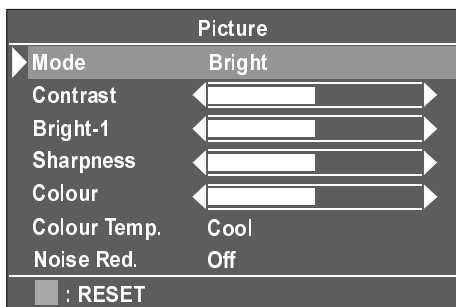 Picture
Mode Bright
Contrast
Bright-1
Sharpness
Colour
Colour Temp. Cool
Noise Red. Off
: RESET